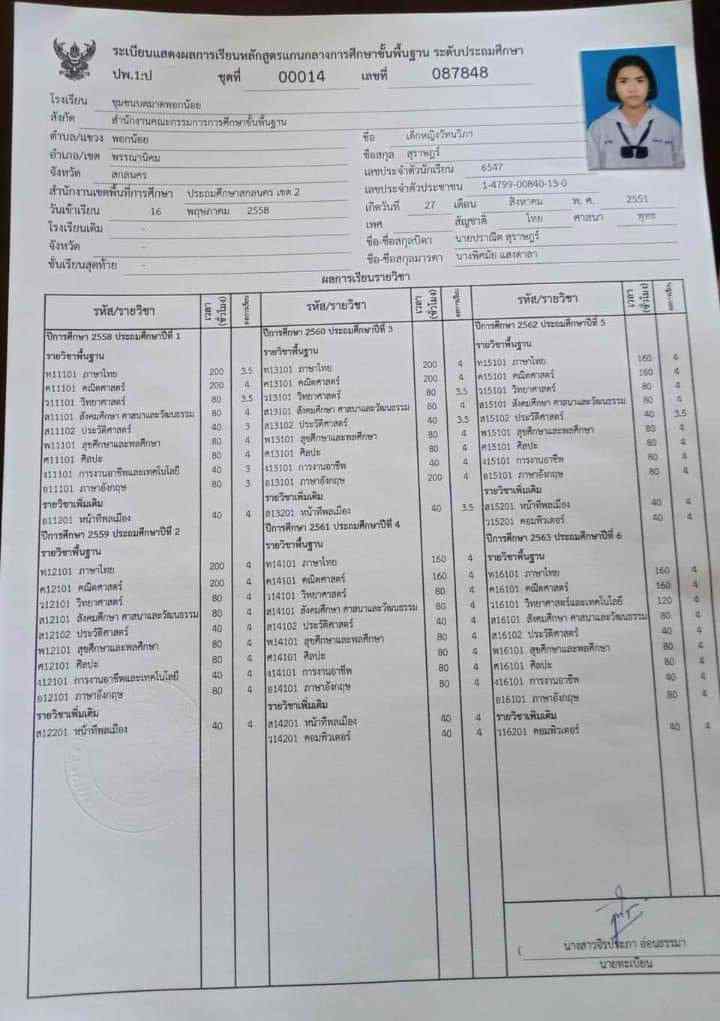 ระเบียนแสดงผลการเรียนหลักสูตรแกนกลางการศึกษาขั้นพื้นฐาน ระดับประถมศึกษา
ปพ.1:ป ชุดที่ 00014 เลขที่ 087848
โรงเรียน ชุมชนบดมาดพอกน้อย
สังกัด สำนักงานคณะกรรมการการศึกษาขั้นพื้นฐาน
ตำบล/แขวง พอกน้อย
อำเภอ/เขต พรรณานิคม
จังหวัด สกลนคร
สำนักงานเขตพื้นที่การศึกษา ประถมศึกษาสกลนคร เขต 2
วันเข้าเรียน 16 พฤษภาคม 2558
โรงเรียนเดิม -
จังหวัด -
ชั้นเรียนสุดท้าย -
ชื่อ เด็กหญิงวัทนวิภา
ชื่อสกุล สุราษฎร์
เลขประจำตัวนักเรียน 6547
เลขประจำตัวประชาชน 1-4799-00840-13-0
เกิดวันที่ 27 เดือน สิงหาคม พ. ศ. 2551
เพศ สัญชาติ ไทย ศาสนา พุทธ
ชื่อ-ชื่อสกุลบิดา นายปราณีต สุราษฎร์
ชื่อ-ชื่อสกุลมารดา นางพิศมัย แสงตาลา
ผลการเรียนรายวิชา
รหัส/รายวิชา เวลา (ชั่วโมง) ผลการเรียน
ปีการศึกษา 2558 ประถมศึกษาปีที่ 1
รายวิชาพื้นฐาน
ท11101 ภาษาไทย 200 3.5
ค11101 คณิตศาสตร์ 200 4
ว11101 วิทยาศาสตร์ 80 3.5
ส11101 สังคมศึกษา ศาสนาและวัฒนธรรม 80 4
ส11102 ประวัติศาสตร์ 40 3
พ11101 สุขศึกษาและพลศึกษา 80 4
ศ11101 ศิลปะ 80 4
ง11101 การงานอาชีพและเทคโนโลยี 40 3
อ11101 ภาษาอังกฤษ 80 3
รายวิชาเพิ่มเติม
ส11201 หน้าที่พลเมือง 40 4
ปีการศึกษา 2559 ประถมศึกษาปีที่ 2
รายวิชาพื้นฐาน
ท12101 ภาษาไทย 200 4
ค12101 คณิตศาสตร์ 200 4
ว12101 วิทยาศาสตร์ 80 4
ส12101 สังคมศึกษา ศาสนาและวัฒนธรรม 80 4
ส12102 ประวัติศาสตร์ 40 4
พ12101 สุขศึกษาและพลศึกษา 80 4
ศ12101 ศิลปะ 80 4
ง12101 การงานอาชีพและเทคโนโลยี 40 4
อ12101 ภาษาอังกฤษ 80 4
รายวิชาเพิ่มเติม
ส12201 หน้าที่พลเมือง 40 4
รหัส/รายวิชา เวลา (ชั่วโมง) ผลการเรียน
ปีการศึกษา 2560 ประถมศึกษาปีที่ 3
รายวิชาพื้นฐาน
ท13101 ภาษาไทย 200 4
ค13101 คณิตศาสตร์ 200 4
ว13101 วิทยาศาสตร์ 80 3.5
ส13101 สังคมศึกษา ศาสนาและวัฒนธรรม 80 4
ส13102 ประวัติศาสตร์ 40 3.5
พ13101 สุขศึกษาและพลศึกษา 80 4
ศ13101 ศิลปะ 80 4
ง13101 การงานอาชีพ 40 4
อ13101 ภาษาอังกฤษ 200 4
รายวิชาเพิ่มเติม
ส13201 หน้าที่พลเมือง 40 3.5
ปีการศึกษา 2561 ประถมศึกษาปีที่ 4
รายวิชาพื้นฐาน
ท14101 ภาษาไทย 160 4
ค14101 คณิตศาสตร์ 160 4
ว14101 วิทยาศาสตร์ 80 4
ส14101 สังคมศึกษา ศาสนาและวัฒนธรรม 80 4
ส14102 ประวัติศาสตร์ 40 4
พ14101 สุขศึกษาและพลศึกษา 80 4
ศ14101 ศิลปะ 80 4
ง14101 การงานอาชีพ 80 4
อ14101 ภาษาอังกฤษ 80 4
รายวิชาเพิ่มเติม
ส14201 หน้าที่พลเมือง 40 4
ว14201 คอมพิวเตอร์ 40 4
รหัส/รายวิชา เวลา (ชั่วโมง) ผลการเรียน
ปีการศึกษา 2562 ประถมศึกษาปีที่ 5
รายวิชาพื้นฐาน
ท15101 ภาษาไทย 160 4
ค15101 คณิตศาสตร์ 160 4
ว15101 วิทยาศาสตร์ 80 4
ส15101 สังคมศึกษา ศาสนาและวัฒนธรรม 80 4
ส15102 ประวัติศาสตร์ 40 3.5
พ15101 สุขศึกษาและพลศึกษา 80 4
ศ15101 ศิลปะ 80 4
ง15101 การงานอาชีพ 80 4
อ15101 ภาษาอังกฤษ 80 4
รายวิชาเพิ่มเติม
ส15201 หน้าที่พลเมือง 40 4
ว15201 คอมพิวเตอร์ 40 4
ปีการศึกษา 2563 ประถมศึกษาปีที่ 6
รายวิชาพื้นฐาน
ท16101 ภาษาไทย 160 4
ค16101 คณิตศาสตร์ 160 4
ว16101 วิทยาศาสตร์และเทคโนโลยี 120 4
ส16101 สังคมศึกษา ศาสนาและวัฒนธรรม 80 4
ส16102 ประวัติศาสตร์ 40 4
พ16101 สุขศึกษาและพลศึกษา 80 4
ศ16101 ศิลปะ 80 4
ง16101 การงานอาชีพ 40 4
อ16101 ภาษาอังกฤษ 80 4
รายวิชาเพิ่มเติม
ว16201 คอมพิวเตอร์ 40 4
( นางสาวจิรประภา อ่อนธรรมา
นายทะเบียน